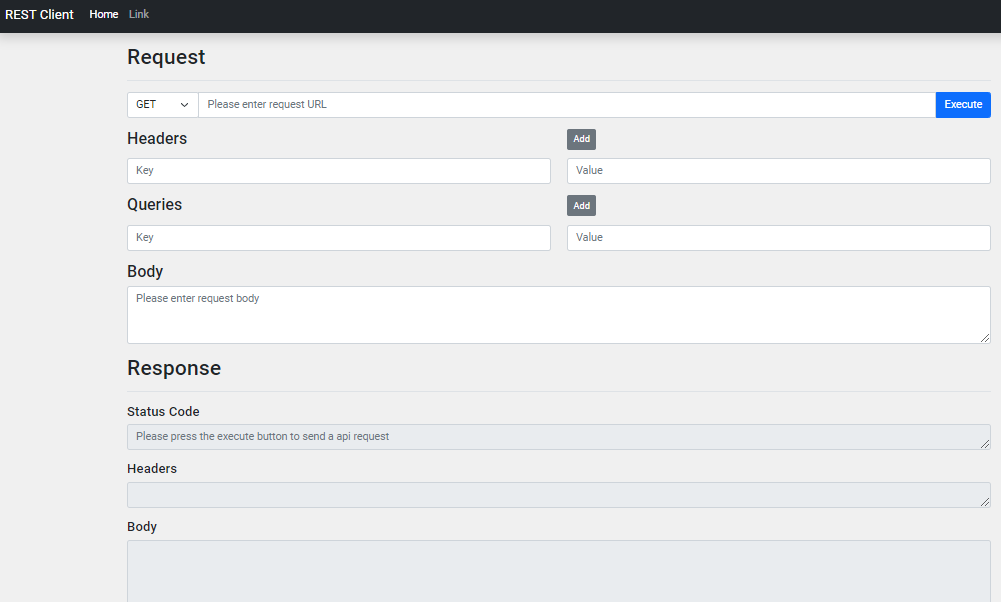 REST Client Home Link
Request
GET Please enter request URL Execute
Headers Add
Key Value
Queries Add
Key Value
Body
Please enter request body
Response
Status Code
Please press the execute button to send a api request
Headers
Body